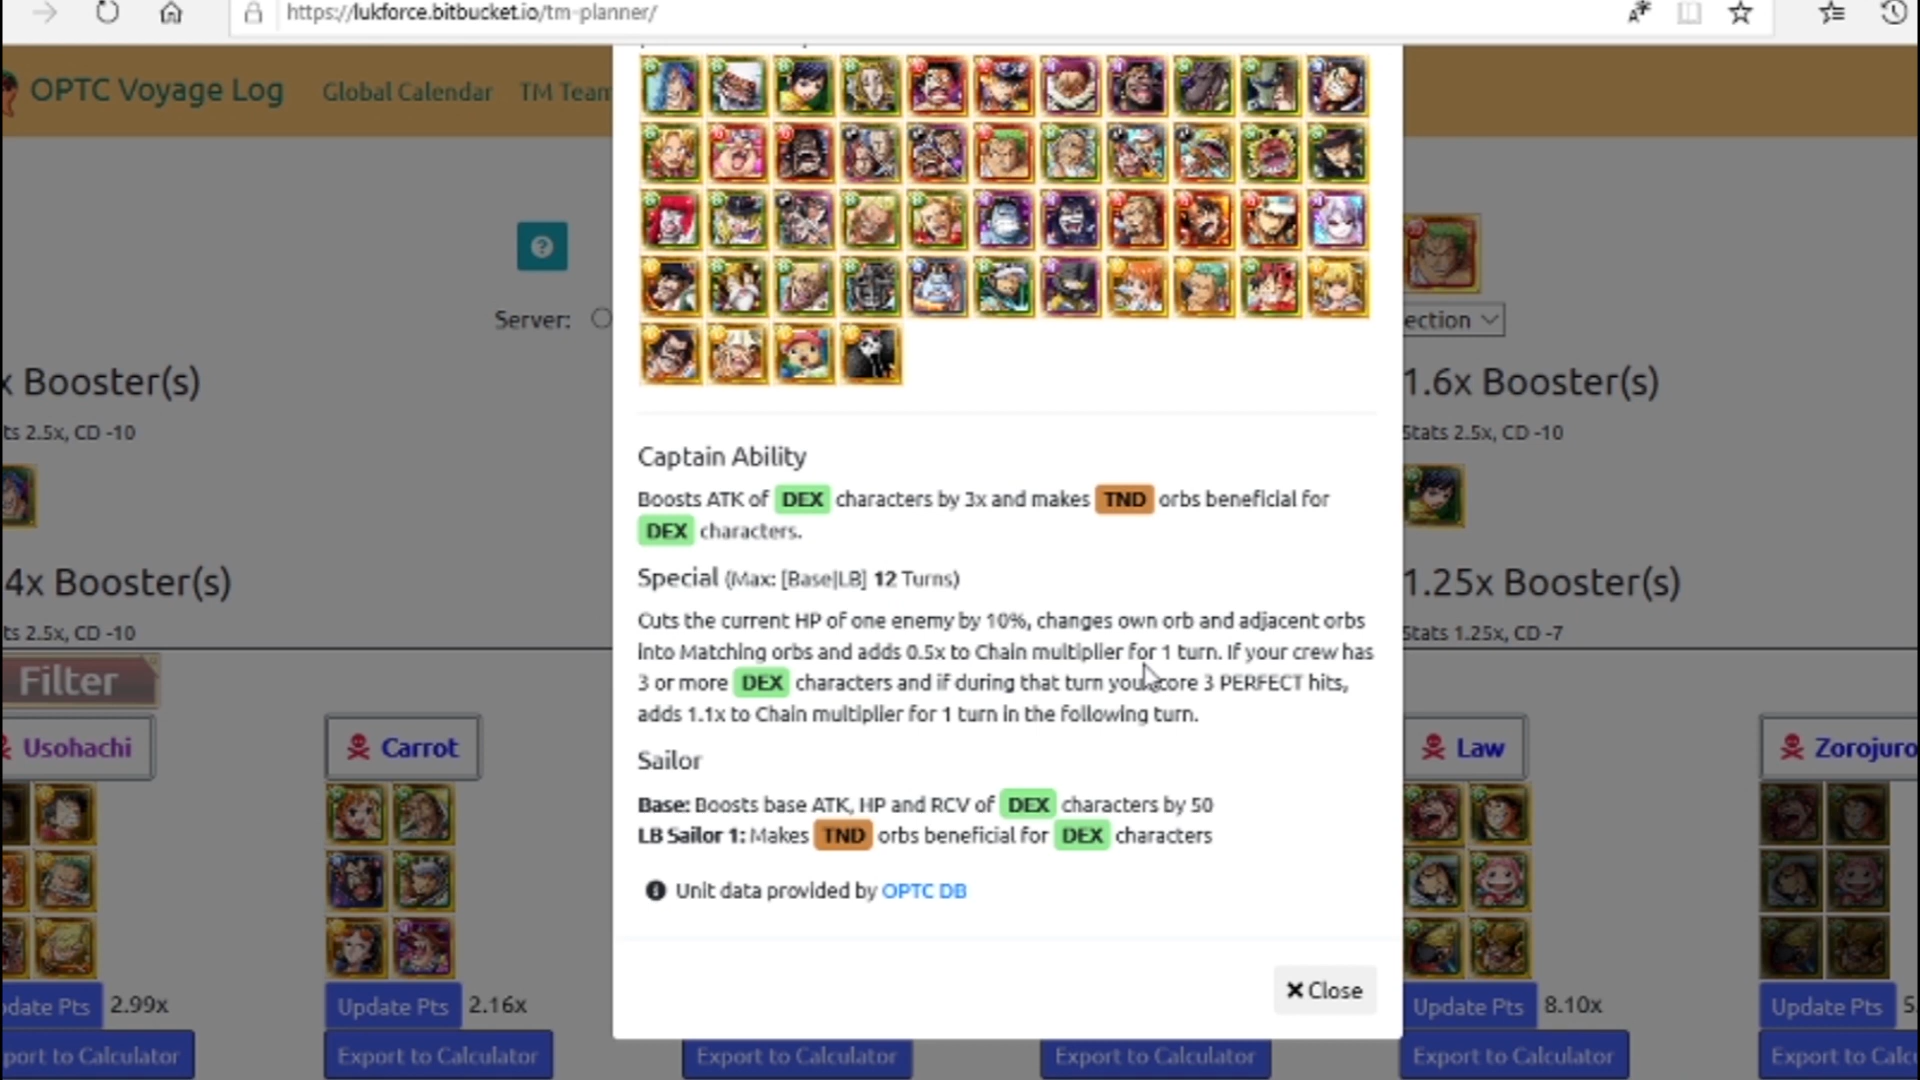 https://lukforce.bitbucket.io/tm-planner/
OPTC Voyage Log
Global Calendar
TM Team
Server:
ection
x Booster(s)
ts 2.5x, CD -10
1.6x Booster(s)
Stats 2.5x, CD -10
4x Booster(s)
ts 2.5x, CD -10
1.25x Booster(s)
Stats 1.25x, CD -7
Captain Ability
Boosts ATK of DEX characters by 3x and makes TND orbs beneficial for
DEX characters.
Special (Max: [Base|LB] 12 Turns)
Cuts the current HP of one enemy by 10%, changes own orb and adjacent orbs
into Matching orbs and adds 0.5x to Chain multiplier for 1 turn. If your crew has
3 or more DEX characters and if during that turn you score 3 PERFECT hits,
adds 1.1x to Chain multiplier for 1 turn in the following turn.
Sailor
Base: Boosts base ATK, HP and RCV of DEX characters by 50
LB Sailor 1: Makes TND orbs beneficial for DEX characters
Unit data provided by OPTC DB
Close
Filter
Usohachi
Carrot
Law
Zorojuro
pdate Pts 2.99x
Update Pts 2.16x
Update Pts 8.10x
Update Pts 5.
port to Calculator
Export to Calculator
Export to Calculator
Export to Calculator
Export to Calculator
Export to Calc